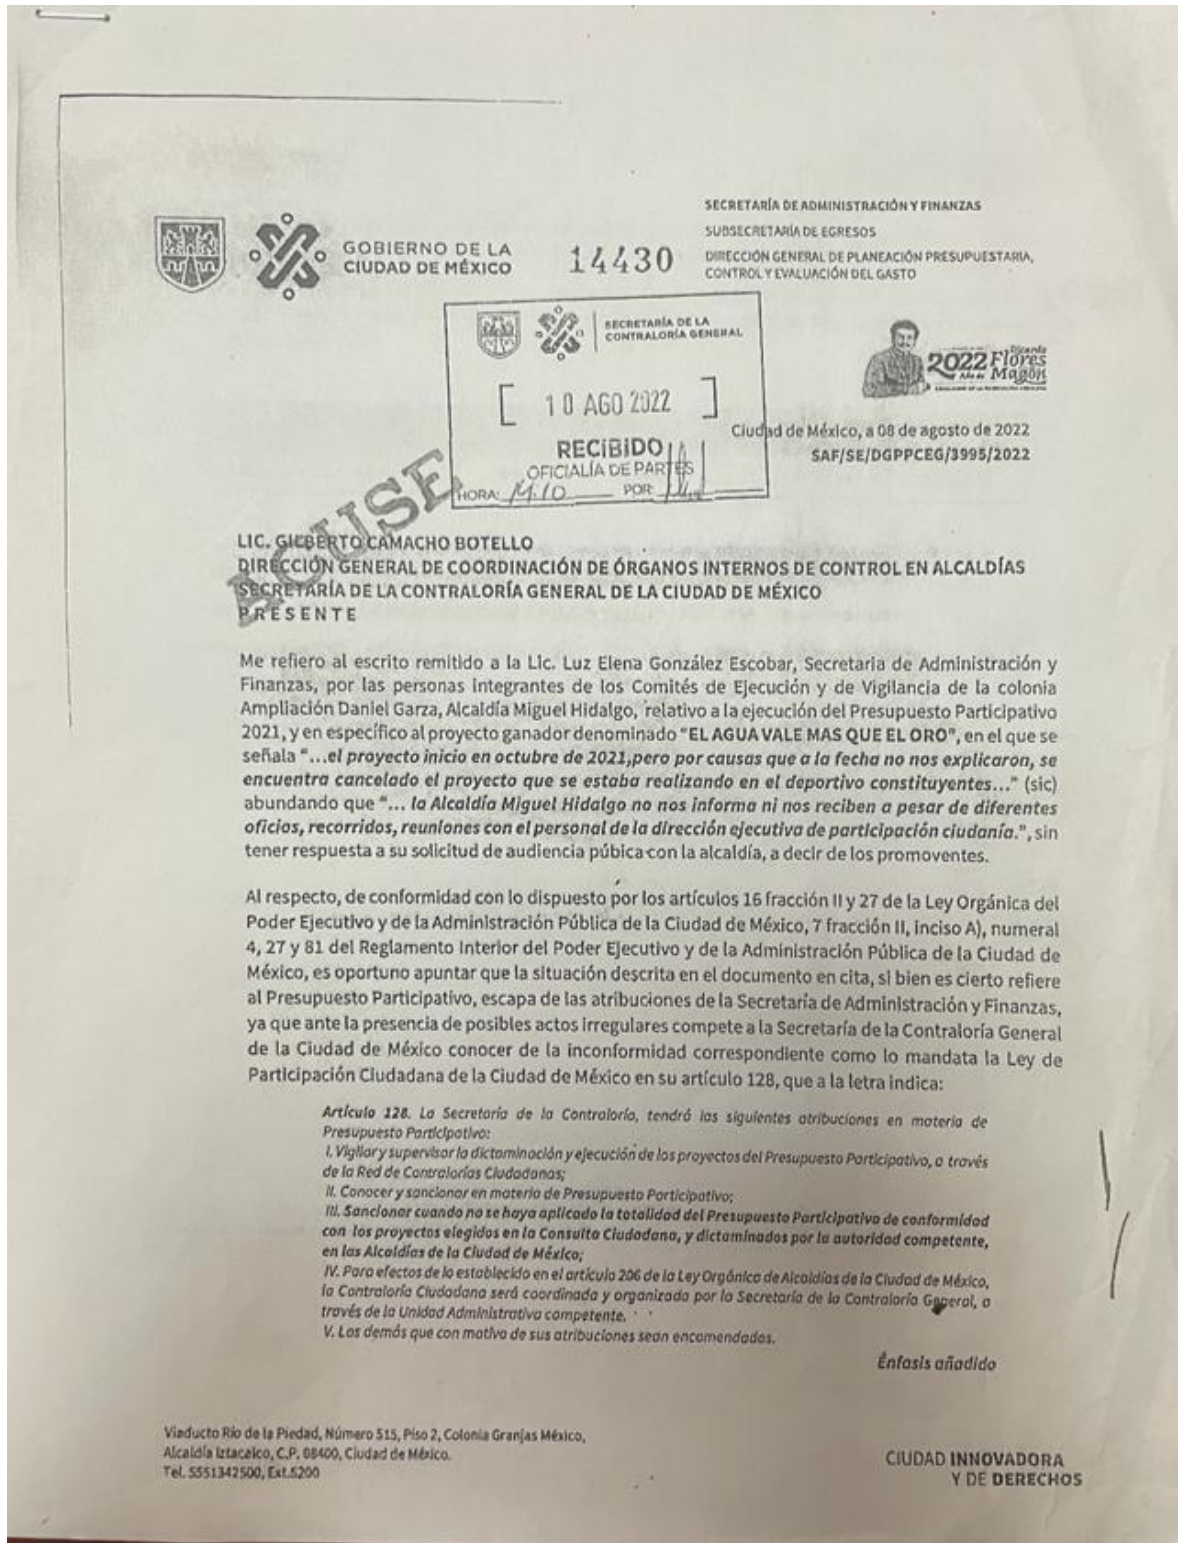 SECRETARÍA DE ADMINISTRACIÓN Y FINANZAS
SUBSECRETARÍA DE EGRESOS
DIRECCIÓN GENERAL DE PLANEACIÓN PRESUPUESTARIA,
CONTROL Y EVALUACIÓN DEL GASTO
GOBIERNO DE LA
CIUDAD DE MÉXICO
14430
SECRETARÍA DE LA
CONTRALORÍA GENERAL
10 AGO 2022
RECIBIDO
OFICIALÍA DE PARTES
HORA: 14:10 POR:
2022 Ricardo
Flores
Año de Magón
Ciudad de México, a 08 de agosto de 2022
SAF/SE/DGPPCEG/3995/2022
ACUSE
LIC. GILBERTO CAMACHO BOTELLO
DIRECCIÓN GENERAL DE COORDINACIÓN DE ÓRGANOS INTERNOS DE CONTROL EN ALCALDÍAS
SECRETARÍA DE LA CONTRALORÍA GENERAL DE LA CIUDAD DE MÉXICO
PRESENTE
Me refiero al escrito remitido a la Lic. Luz Elena González Escobar, Secretaria de Administración y
Finanzas, por las personas integrantes de los Comités de Ejecución y de Vigilancia de la colonia
Ampliación Daniel Garza, Alcaldía Miguel Hidalgo, relativo a la ejecución del Presupuesto Participativo
2021, y en específico al proyecto ganador denominado "EL AGUA VALE MAS QUE EL ORO", en el que se
señala "...el proyecto inicio en octubre de 2021,pero por causas que a la fecha no nos explicaron, se
encuentra cancelado el proyecto que se estaba realizando en el deportivo constituyentes..." (sic)
abundando que "... la Alcaldía Miguel Hidalgo no nos informa ni nos reciben a pesar de diferentes
oficios, recorridos, reuniones con el personal de la dirección ejecutiva de participación ciudanía.", sin
tener respuesta a su solicitud de audiencia púbica con la alcaldía, a decir de los promoventes.
Al respecto, de conformidad con lo dispuesto por los artículos 16 fracción II y 27 de la Ley Orgánica del
Poder Ejecutivo y de la Administración Pública de la Ciudad de México, 7 fracción II, inciso A), numeral
4, 27 y 81 del Reglamento Interior del Poder Ejecutivo y de la Administración Pública de la Ciudad de
México, es oportuno apuntar que la situación descrita en el documento en cita, si bien es cierto refiere
al Presupuesto Participativo, escapa de las atribuciones de la Secretaría de Administración y Finanzas,
ya que ante la presencia de posibles actos irregulares compete a la Secretaría de la Contraloría General
de la Ciudad de México conocer de la inconformidad correspondiente como lo mandata la Ley de
Participación Ciudadana de la Ciudad de México en su artículo 128, que a la letra indica:
Artículo 128. La Secretaría de la Contraloría, tendrá las siguientes atribuciones en materia de
Presupuesto Participativo:
I. Vigilar y supervisar la dictaminación y ejecución de los proyectos del Presupuesto Participativo, a través
de la Red de Contralorías Ciudadanas;
II. Conocer y sancionar en materia de Presupuesto Participativo;
III. Sancionar cuando no se haya aplicado la totalidad del Presupuesto Participativo de conformidad
con los proyectos elegidos en la Consulta Ciudadana, y dictaminados por la autoridad competente,
en las Alcaldías de la Ciudad de México;
IV. Para efectos de lo establecido en el artículo 206 de la Ley Orgánica de Alcaldías de la Ciudad de México,
la Contraloría Ciudadana será coordinada y organizada por la Secretaría de la Contraloría General, a
través de la Unidad Administrativa competente.
V. Las demás que con motivo de sus atribuciones sean encomendadas.
Énfasis añadido
Viaducto Río de la Piedad, Número 515, Piso 2, Colonia Granjas México,
Alcaldía Iztacalco, C.P. 08400, Ciudad de México.
Tel. 5551342500, Ext.5200
CIUDAD INNOVADORA
Y DE DERECHOS